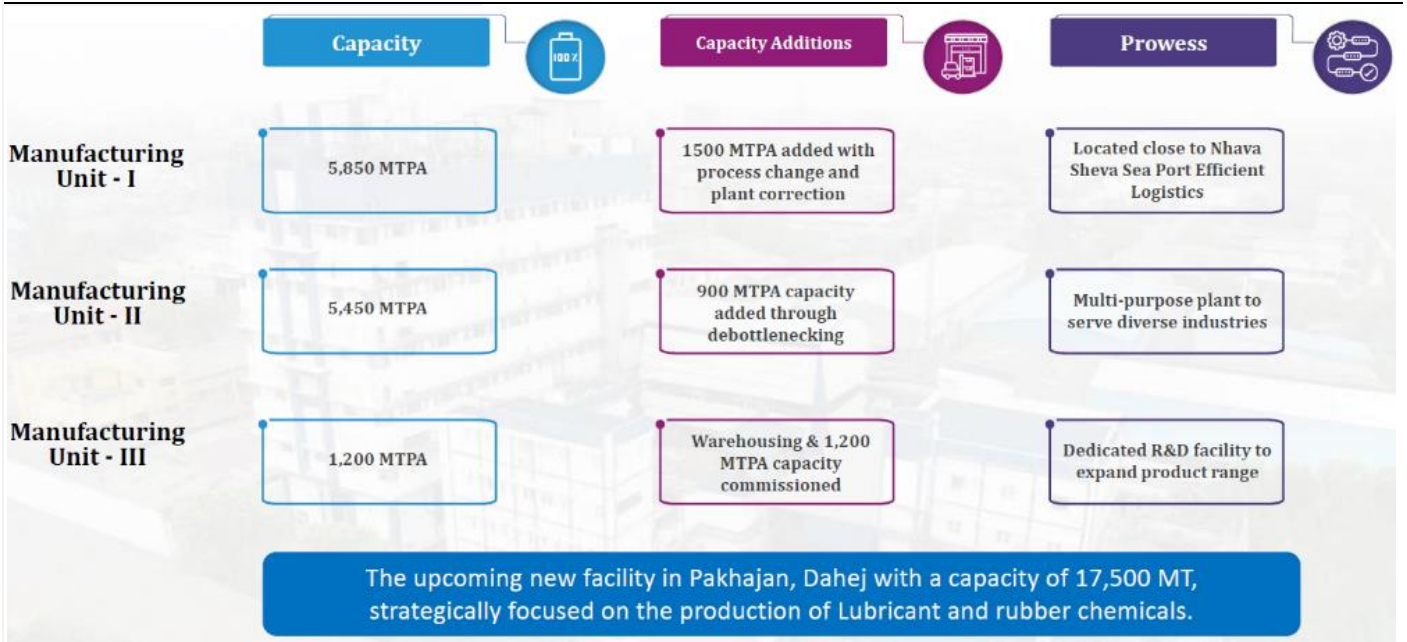 Capacity
100%
Capacity Additions
Prowess
Manufacturing
Unit - I
5,850 MTPA
1500 MTPA added with
process change and
plant correction
Located close to Nhava
Sheva Sea Port Efficient
Logistics
Manufacturing
Unit - II
5,450 MTPA
900 MTPA capacity
added through
debottlenecking
Multi-purpose plant to
serve diverse industries
Manufacturing
Unit - III
1,200 MTPA
Warehousing & 1,200
MTPA capacity
commissioned
Dedicated R&D facility to
expand product range
The upcoming new facility in Pakhajan, Dahej with a capacity of 17,500 MT,
strategically focused on the production of Lubricant and rubber chemicals.